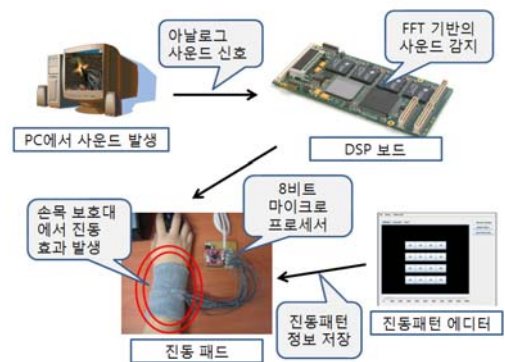 아날로그
사운드 신호
FFT 기반의
사운드 감지
PC에서 사운드 발생
DSP 보드
손목 보호대
에서 진동
효과 발생
8비트
마이크로
프로세서
진동패턴
정보 저장
진동 패드
진동패턴 에디터